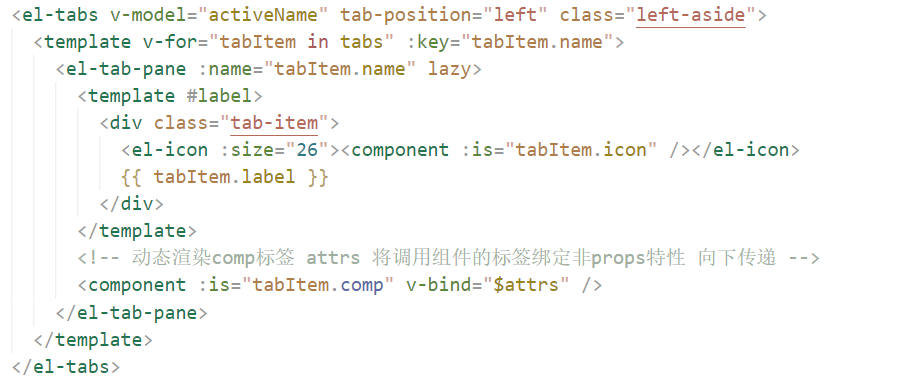 <el-tabs v-model="activeName" tab-position="left" class="left-aside">
<template v-for="tabItem in tabs" :key="tabItem.name">
<el-tab-pane :name="tabItem.name" lazy>
<template #label>
<div class="tab-item">
<el-icon :size="26"><component :is="tabItem.icon" /></el-icon>
{{ tabItem.label }}
</div>
</template>
<!-- 动态渲染comp标签 attrs 将调用组件的标签绑定非props特性 向下传递 -->
<component :is="tabItem.comp" v-bind="$attrs" />
</el-tab-pane>
</template>
</el-tabs>